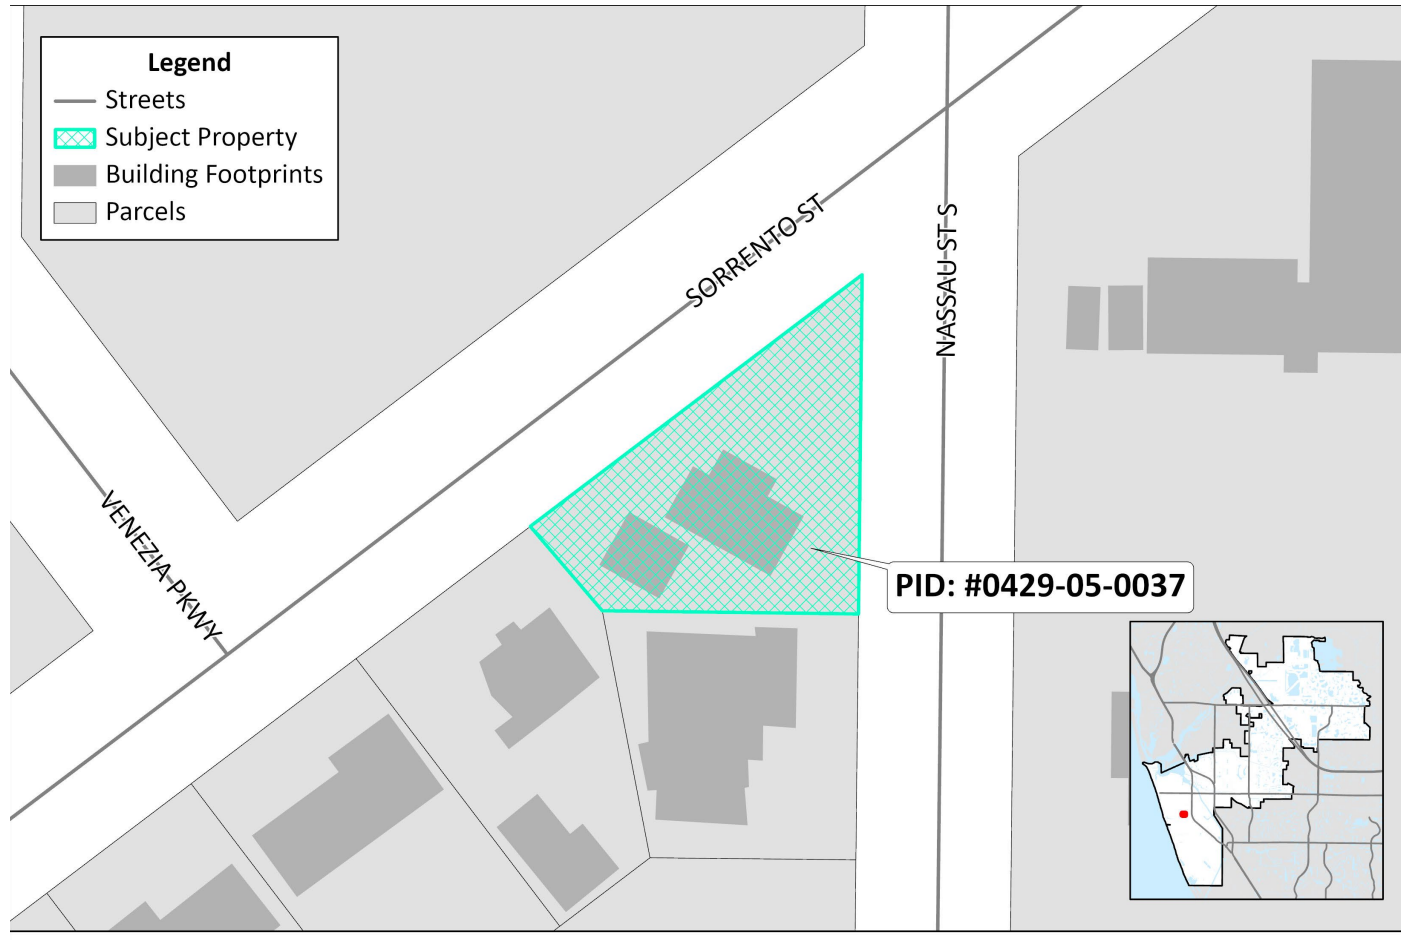 Legend
Streets
Subject Property
Building Footprints
Parcels
SORRENTO ST
NASSAU ST S
VENEZIA PKWY
PID: #0429-05-0037